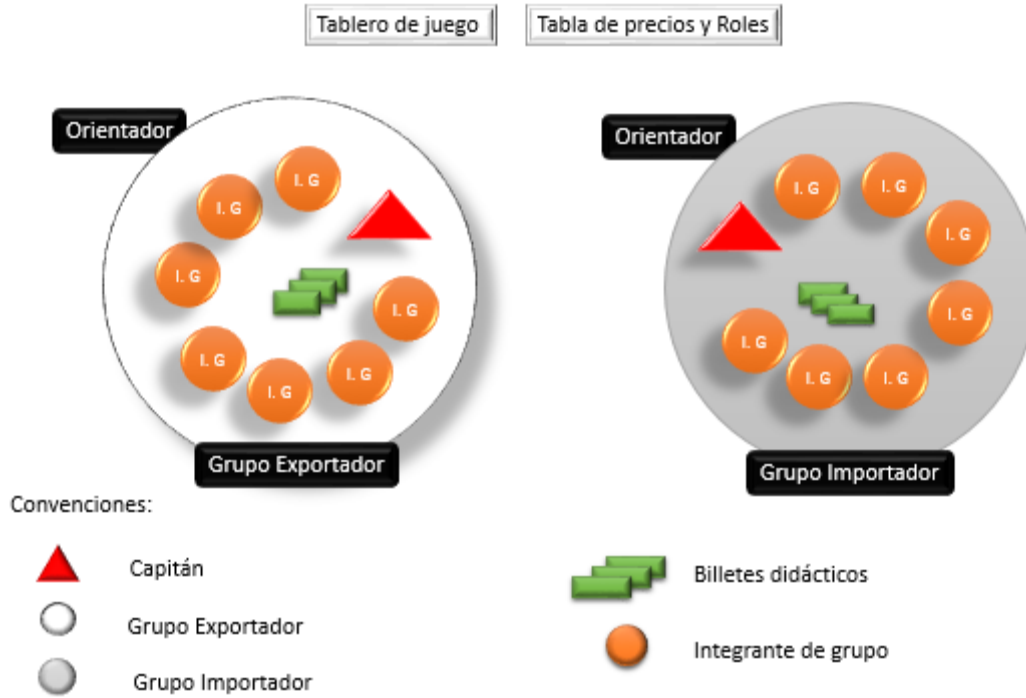 Tablero de juego
Tabla de precios y Roles
Orientador
I. G
I. G
I. G
I. G
I. G
I. G
I. G
Grupo Exportador
Orientador
I. G
I. G
I. G
I. G
I. G
I. G
I. G
Grupo Importador
Convenciones:
Capitán
Grupo Exportador
Grupo Importador
Billetes didácticos
Integrante de grupo